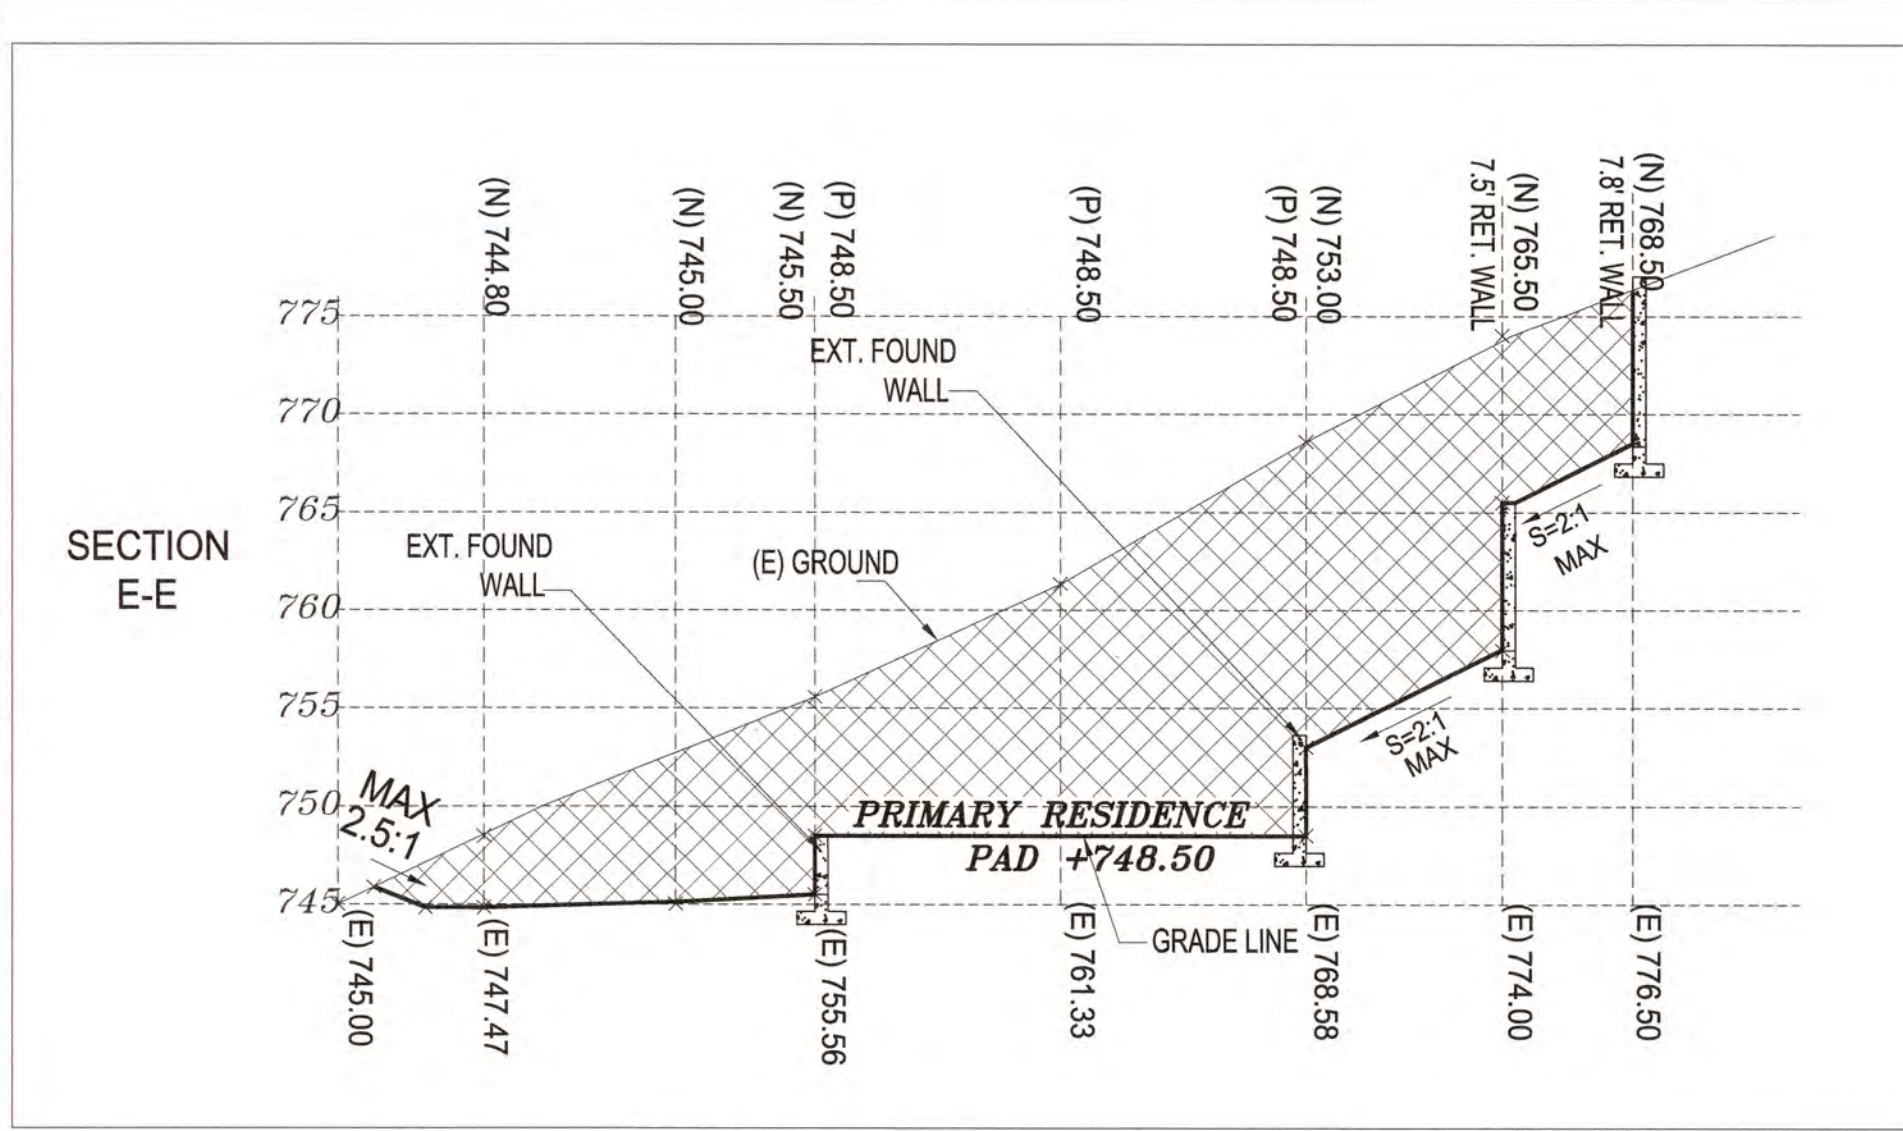 (N) 744.80
(N) 745.00
(N) 745.50
(P) 748.50
(P) 748.50
(P) 748.50
(N) 753.00
7.5' RET. WALL
(N) 765.50
7.8' RET. WALL
(N) 768.50
775
770
765
760
755
750
745
EXT. FOUND
WALL
SECTION
E-E
EXT. FOUND
WALL
(E) GROUND
S=2:1
MAX
S=2:1
MAX
MAX
2.5:1
PRIMARY RESIDENCE
PAD +748.50
GRADE LINE
(E) 745.00
(E) 747.47
(E) 755.56
(E) 761.33
(E) 768.58
(E) 774.00
(E) 776.50